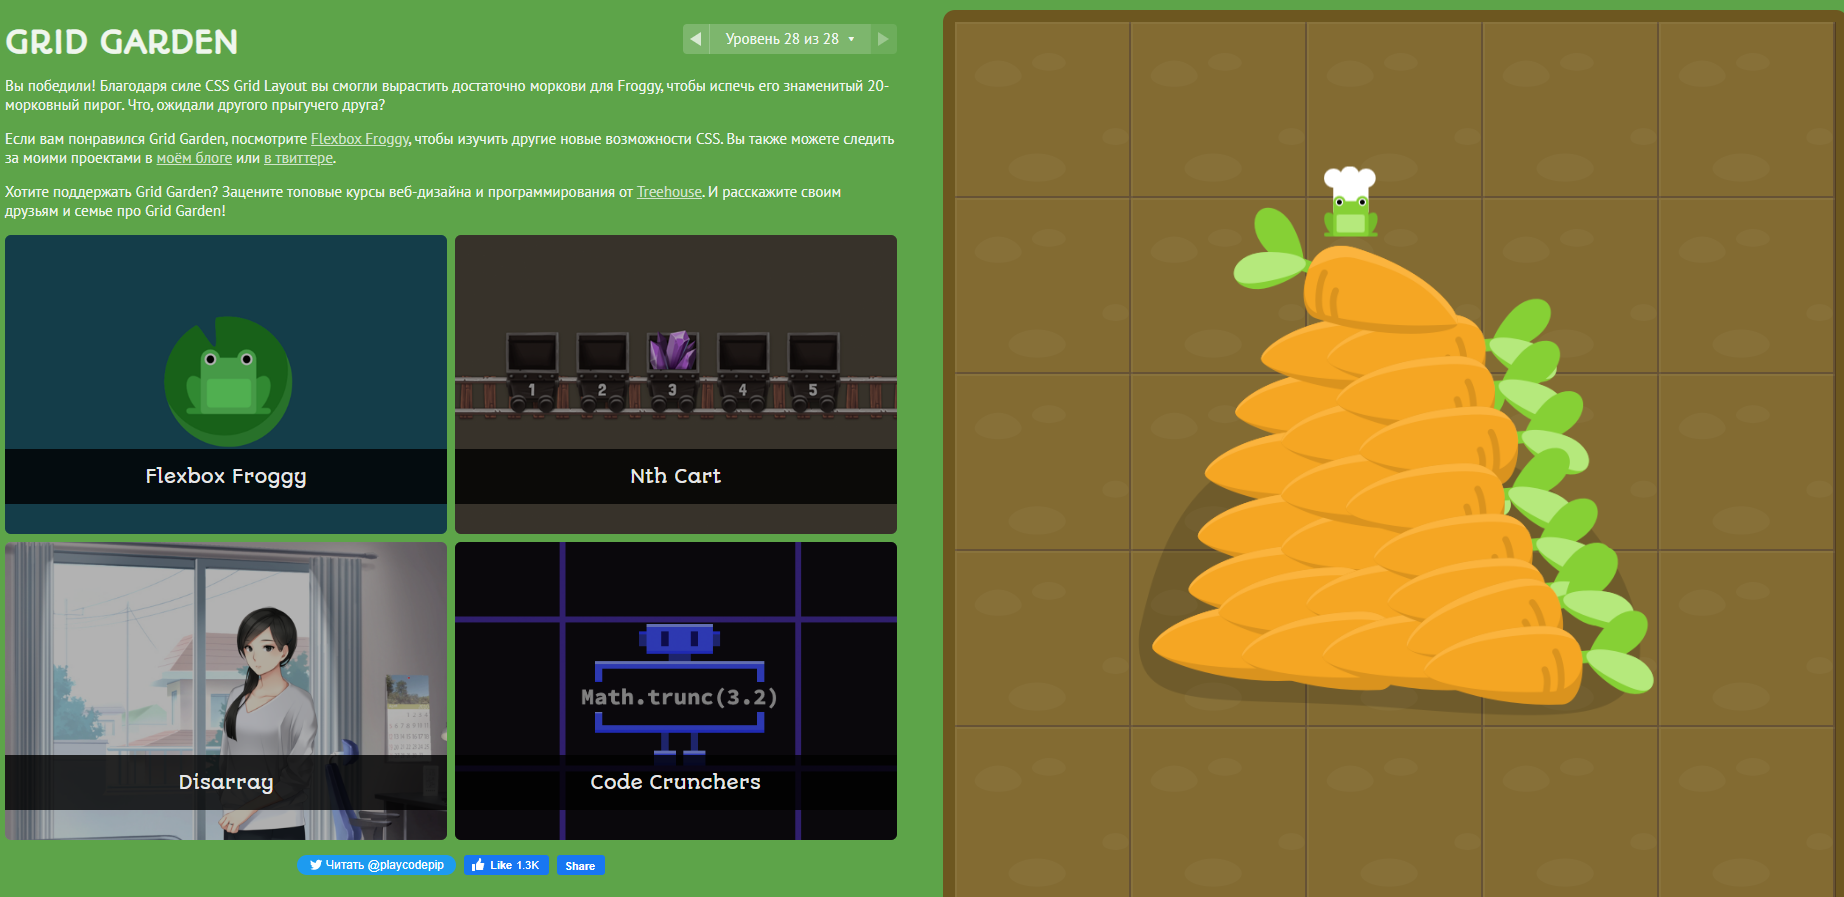 GRID GARDEN
Уровень 28 из 28
Вы победили! Благодаря силе CSS Grid Layout вы смогли вырастить достаточно моркови для Froggy, чтобы испечь его знаменитый 20-
морковный пирог. Что, ожидали другого прыгучего друга?
Если вам понравился Grid Garden, посмотрите Flexbox Froggy, чтобы изучить другие новые возможности CSS. Вы также можете следить
за моими проектами в моём блоге или в твиттере.
Хотите поддержать Grid Garden? Зацените топовые курсы веб-дизайна и программирования от Treehouse. И расскажите своим
друзьям и семье про Grid Garden!
1 2 3 4 5
Flexbox Froggy
Nth Cart
Math.trunc(3.2)
Disarray
Code Crunchers
Читать @playcodepip
Like 1.3K
Share